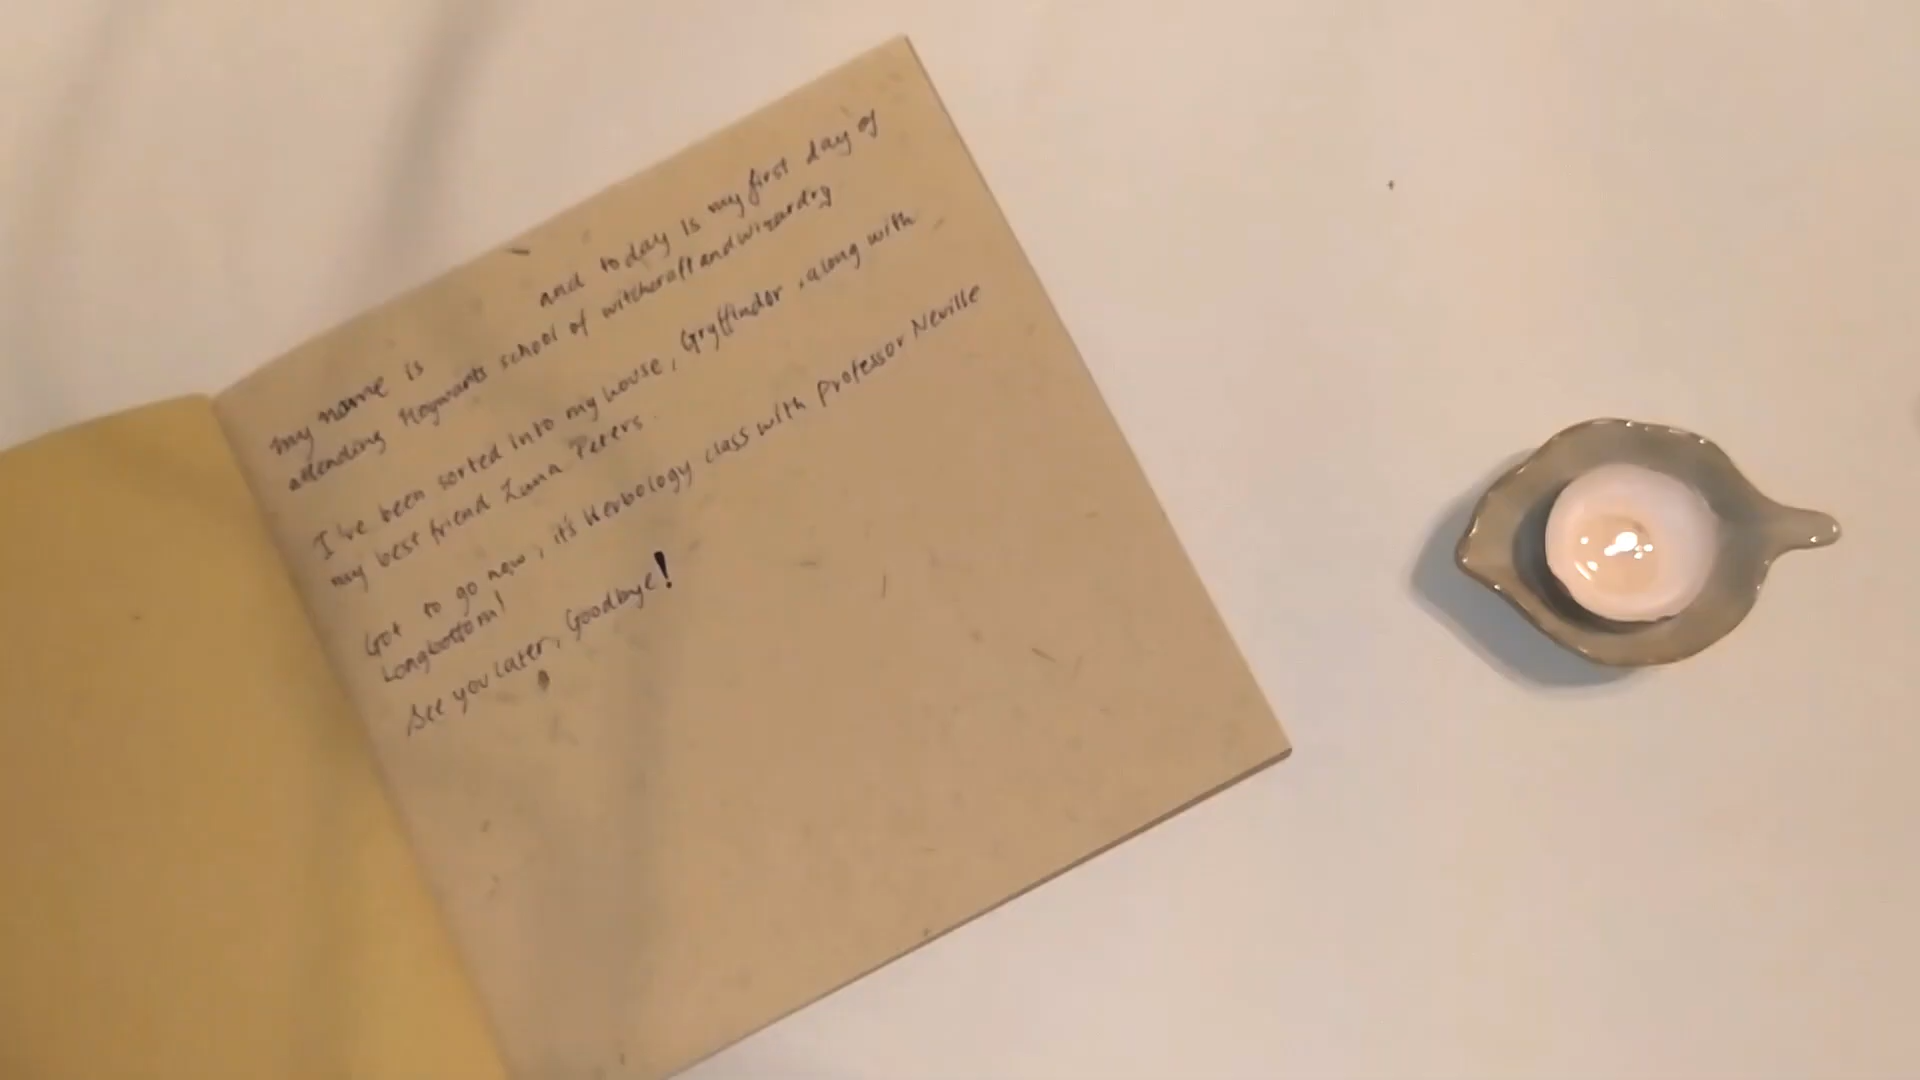 my name is and today is my first day of
attending Hogwarts school of witchcraft and wizardry
I've been sorted into my house, Gryffindor, along with
my best friend Luna Peters.
Got to go now, it's Herbology class with Professor Neville
Longbottom!
See you later, Goodbye!